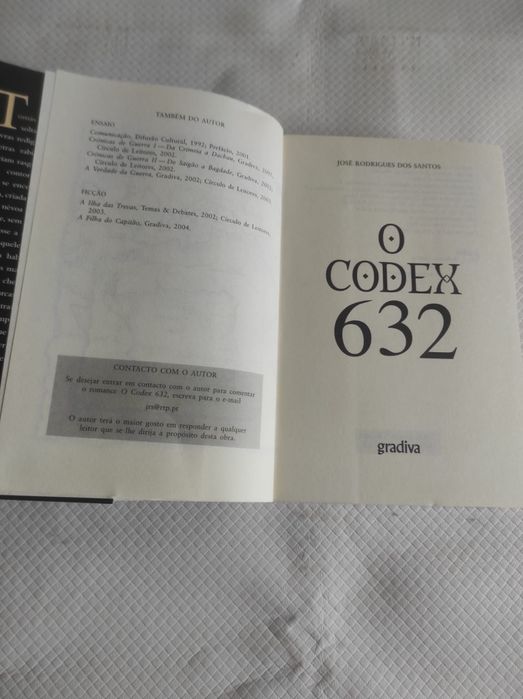 T
TAMBÉM DO AUTOR
ENSAIO
Comunicação, Difusão Cultural, 1992; Prefácio, 2001.
Crónicas de Guerra I — Da Crimeia a Dachau, Gradiva, 2001;
Círculo de Leitores, 2002.
Crónicas de Guerra II — De Saigão a Bagdade, Gradiva, 2002;
Círculo de Leitores, 2002.
A Verdade da Guerra, Gradiva, 2002; Círculo de Leitores, 2003.
FICÇÃO
A Ilha das Trevas, Temas & Debates, 2002; Círculo de Leitores,
2003.
A Filha do Capitão, Gradiva, 2004.
CONTACTO COM O AUTOR
Se desejar entrar em contacto com o autor para comentar
o romance O Codex 632, escreva para o e-mail
jrs@rtp.pt
O autor terá o maior gosto em responder a qualquer
leitor que se lhe dirija a propósito desta obra.
JOSÉ RODRIGUES DOS SANTOS
O
CODEX
632
gradiva